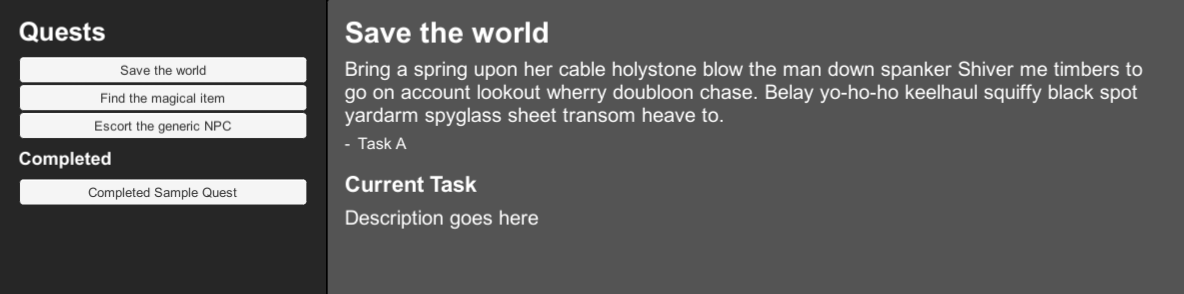 Quests
Save the world
Find the magical item
Escort the generic NPC
Completed
Completed Sample Quest
Save the world
Bring a spring upon her cable holystone blow the man down spanker Shiver me timbers to
go on account lookout wherry doubloon chase. Belay yo-ho-ho keelhaul squiffy black spot
yardarm spyglass sheet transom heave to.
- Task A
Current Task
Description goes here